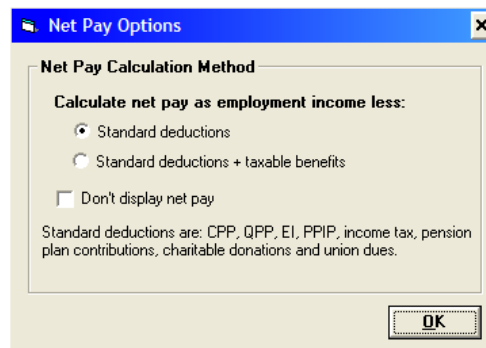 Net Pay Options
Net Pay Calculation Method
Calculate net pay as employment income less:
Standard deductions
Standard deductions + taxable benefits
Don't display net pay
Standard deductions are: CPP, QPP, EI, PPIP, income tax, pension
plan contributions, charitable donations and union dues.
OK